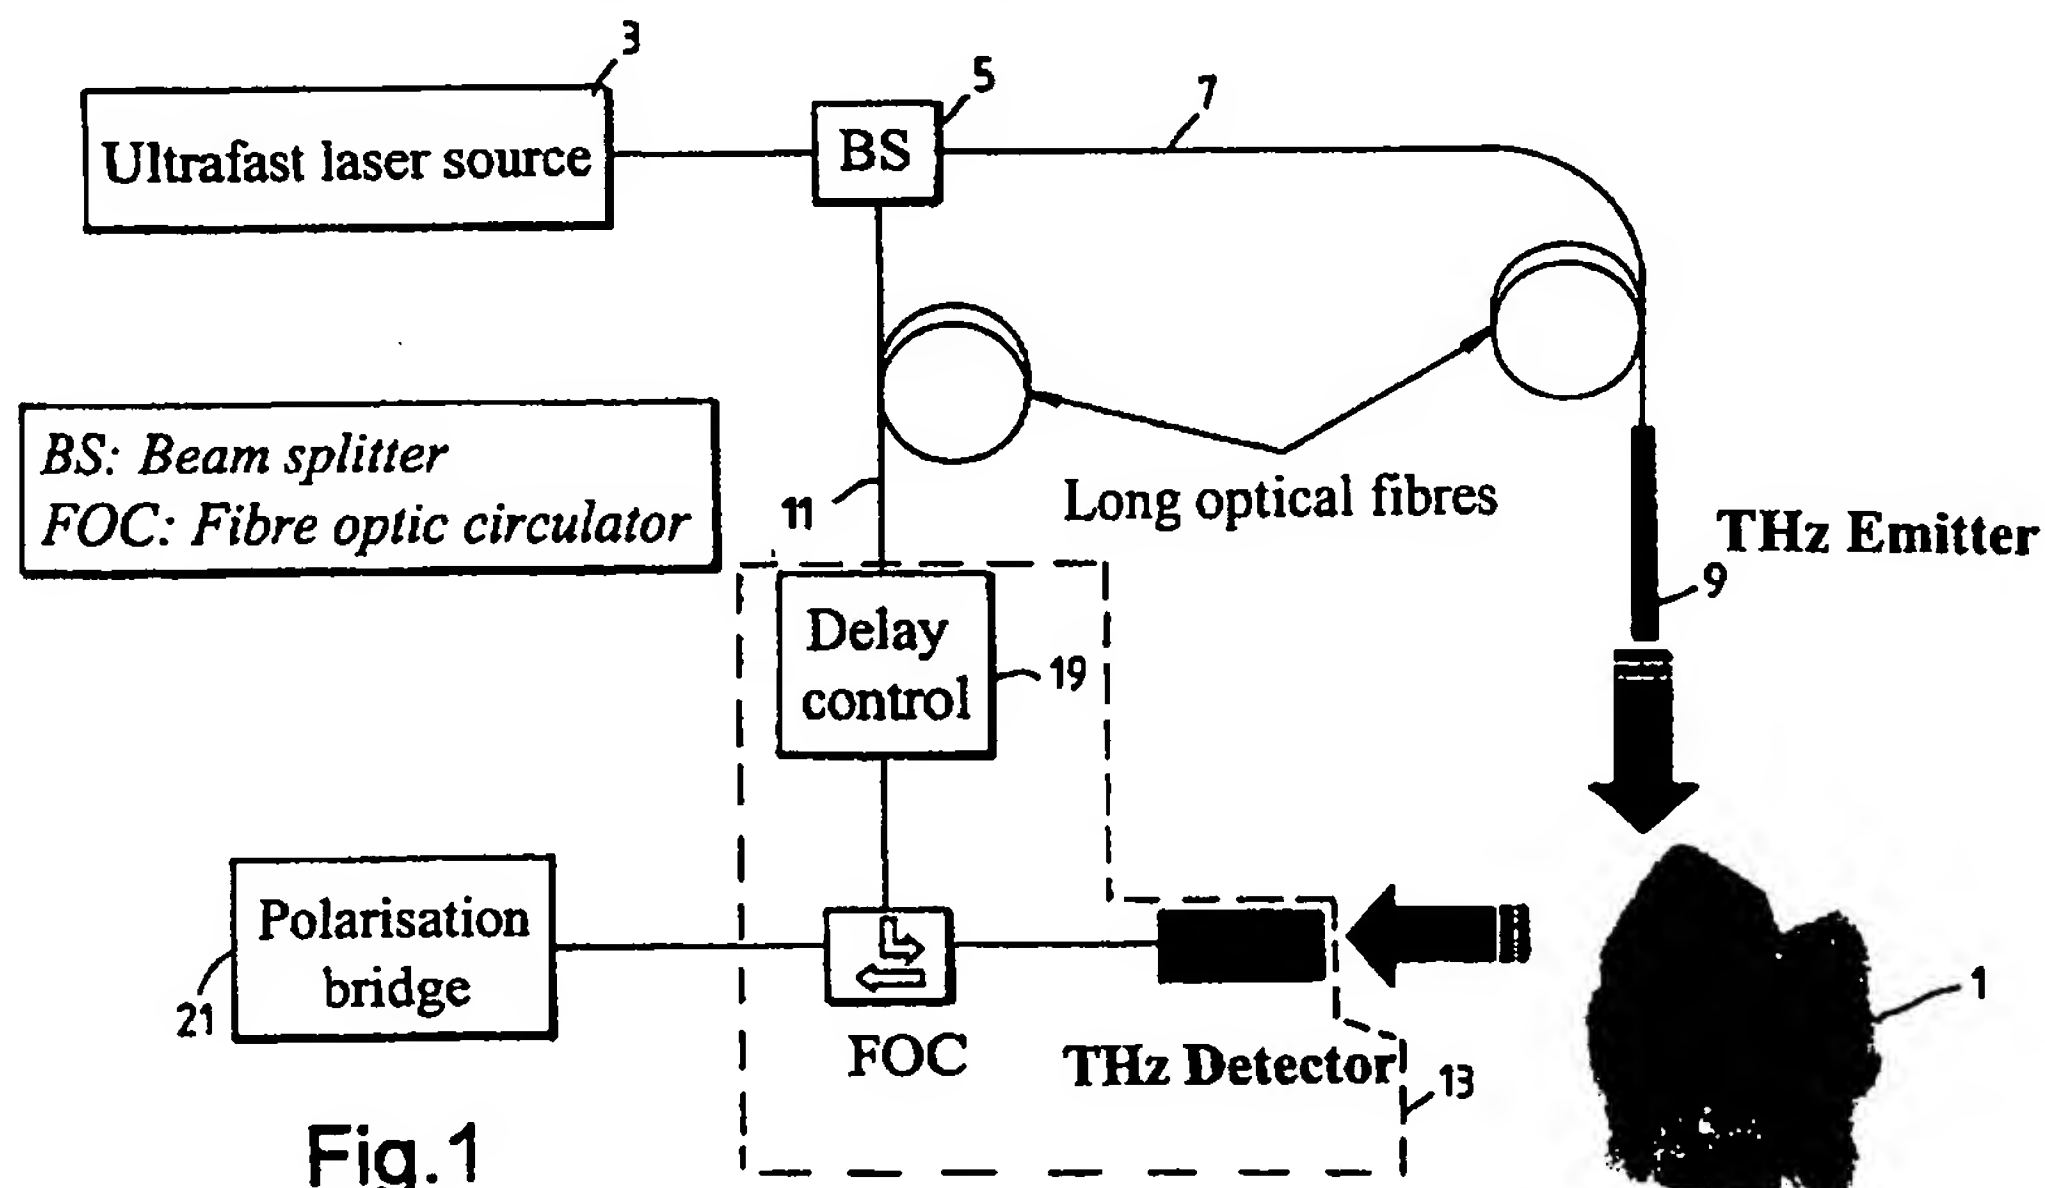 3
5
7
Ultrafast laser source
BS
BS: Beam splitter
FOC: Fibre optic circulator
11
Long optical fibres
THz Emitter
9
Delay
control
19
Polarisation
bridge
21
FOC
THz Detector
13
1
Fig.1